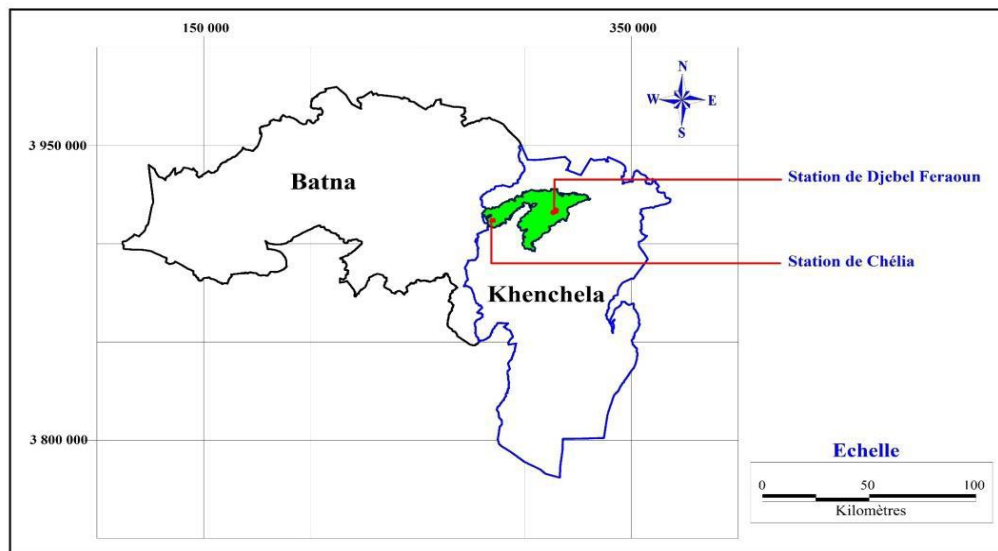 150 000
350 000
N
W E
S
3 950 000
Batna
Station de Djebel Feraoun
Station de Chélia
Khenchela
3 800 000
Echelle
0 50 100
Kilomètres